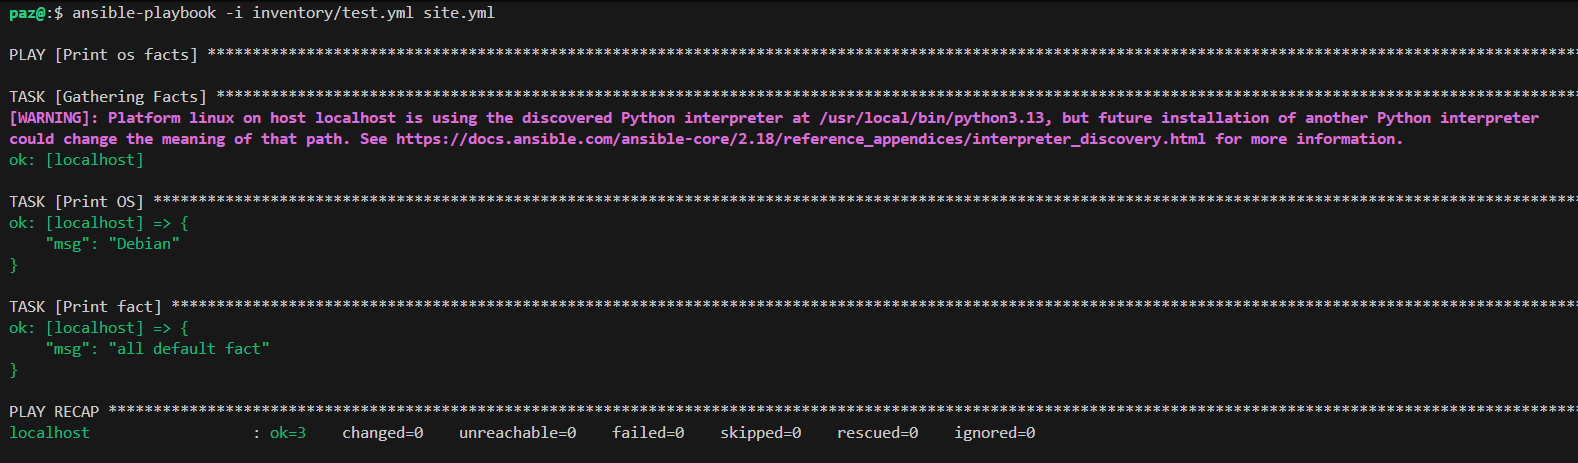 paz@:$ ansible-playbook -i inventory/test.yml site.yml
PLAY [Print os facts] ********************************************************************************************************************************************************
TASK [Gathering Facts] *******************************************************************************************************************************************************
[WARNING]: Platform linux on host localhost is using the discovered Python interpreter at /usr/local/bin/python3.13, but future installation of another Python interpreter
could change the meaning of that path. See https://docs.ansible.com/ansible-core/2.18/reference_appendices/interpreter_discovery.html for more information.
ok: [localhost]
TASK [Print OS] **************************************************************************************************************************************************************
ok: [localhost] => {
    "msg": "Debian"
}
TASK [Print fact] ************************************************************************************************************************************************************
ok: [localhost] => {
    "msg": "all default fact"
}
PLAY RECAP *******************************************************************************************************************************************************************
localhost                  : ok=3    changed=0    unreachable=0    failed=0    skipped=0    rescued=0    ignored=0